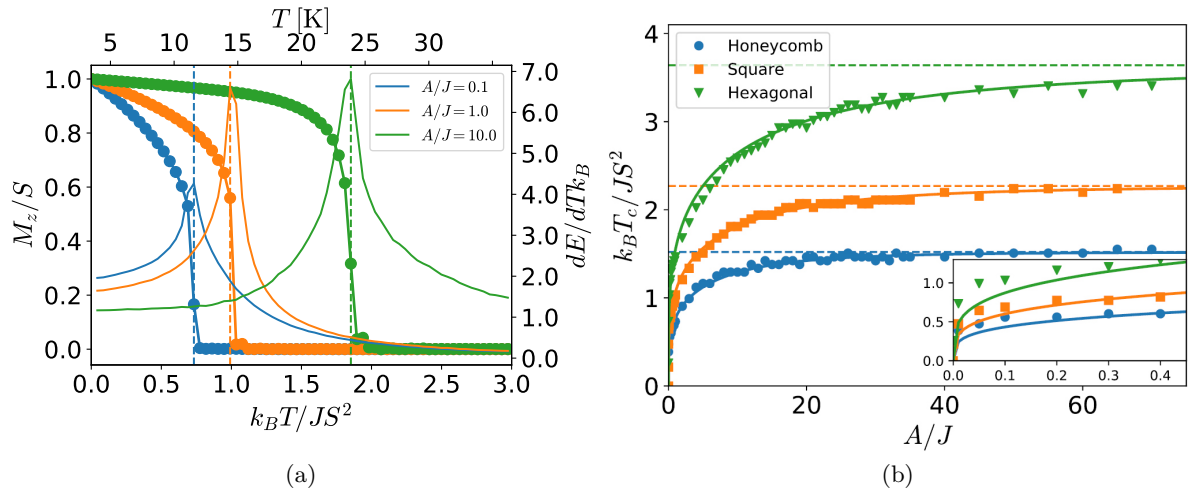 T [K]
5 10 15 20 25 30 35
1.0 0.8 0.6 0.4 0.2 0.0
M_z/S
A/J = 0.1
A/J = 1.0
A/J = 10.0
7.0 6.0 5.0 4.0 3.0 2.0 1.0 0.0
dE/dTk_B
0.0 0.5 1.0 1.5 2.0 2.5 3.0
k_BT/JS^2
(a)
4 3 2 1 0
k_BT_c/JS^2
Honeycomb
Square
Hexagonal
1.0 0.5 0.0
0.0 0.1 0.2 0.3 0.4
0 20 40 60
A/J
(b)